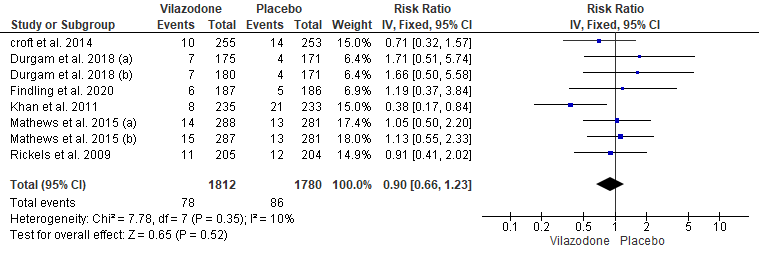 Vilazodone Placebo Risk Ratio Risk Ratio
Study or Subgroup Events Total Events Total Weight IV, Fixed, 95% CI IV, Fixed, 95% CI
croft et al. 2014 10 255 14 253 15.0% 0.71 [0.32, 1.57]
Durgam et al. 2018 (a) 7 175 4 171 6.4% 1.71 [0.51, 5.74]
Durgam et al. 2018 (b) 7 180 4 171 6.4% 1.66 [0.50, 5.58]
Findling et al. 2020 6 187 5 186 6.9% 1.19 [0.37, 3.84]
Khan et al. 2011 8 235 21 233 15.0% 0.38 [0.17, 0.84]
Mathews et al. 2015 (a) 14 288 13 281 17.4% 1.05 [0.50, 2.20]
Mathews et al. 2015 (b) 15 287 13 281 18.0% 1.13 [0.55, 2.33]
Rickels et al. 2009 11 205 12 204 14.9% 0.91 [0.41, 2.02]
Total (95% CI) 1812 1780 100.0% 0.90 [0.66, 1.23]
Total events 78 86
Heterogeneity: Chi² = 7.78, df = 7 (P = 0.35); I² = 10%
Test for overall effect: Z = 0.65 (P = 0.52)
0.1 0.2 0.5 1 2 5 10
Vilazodone Placebo